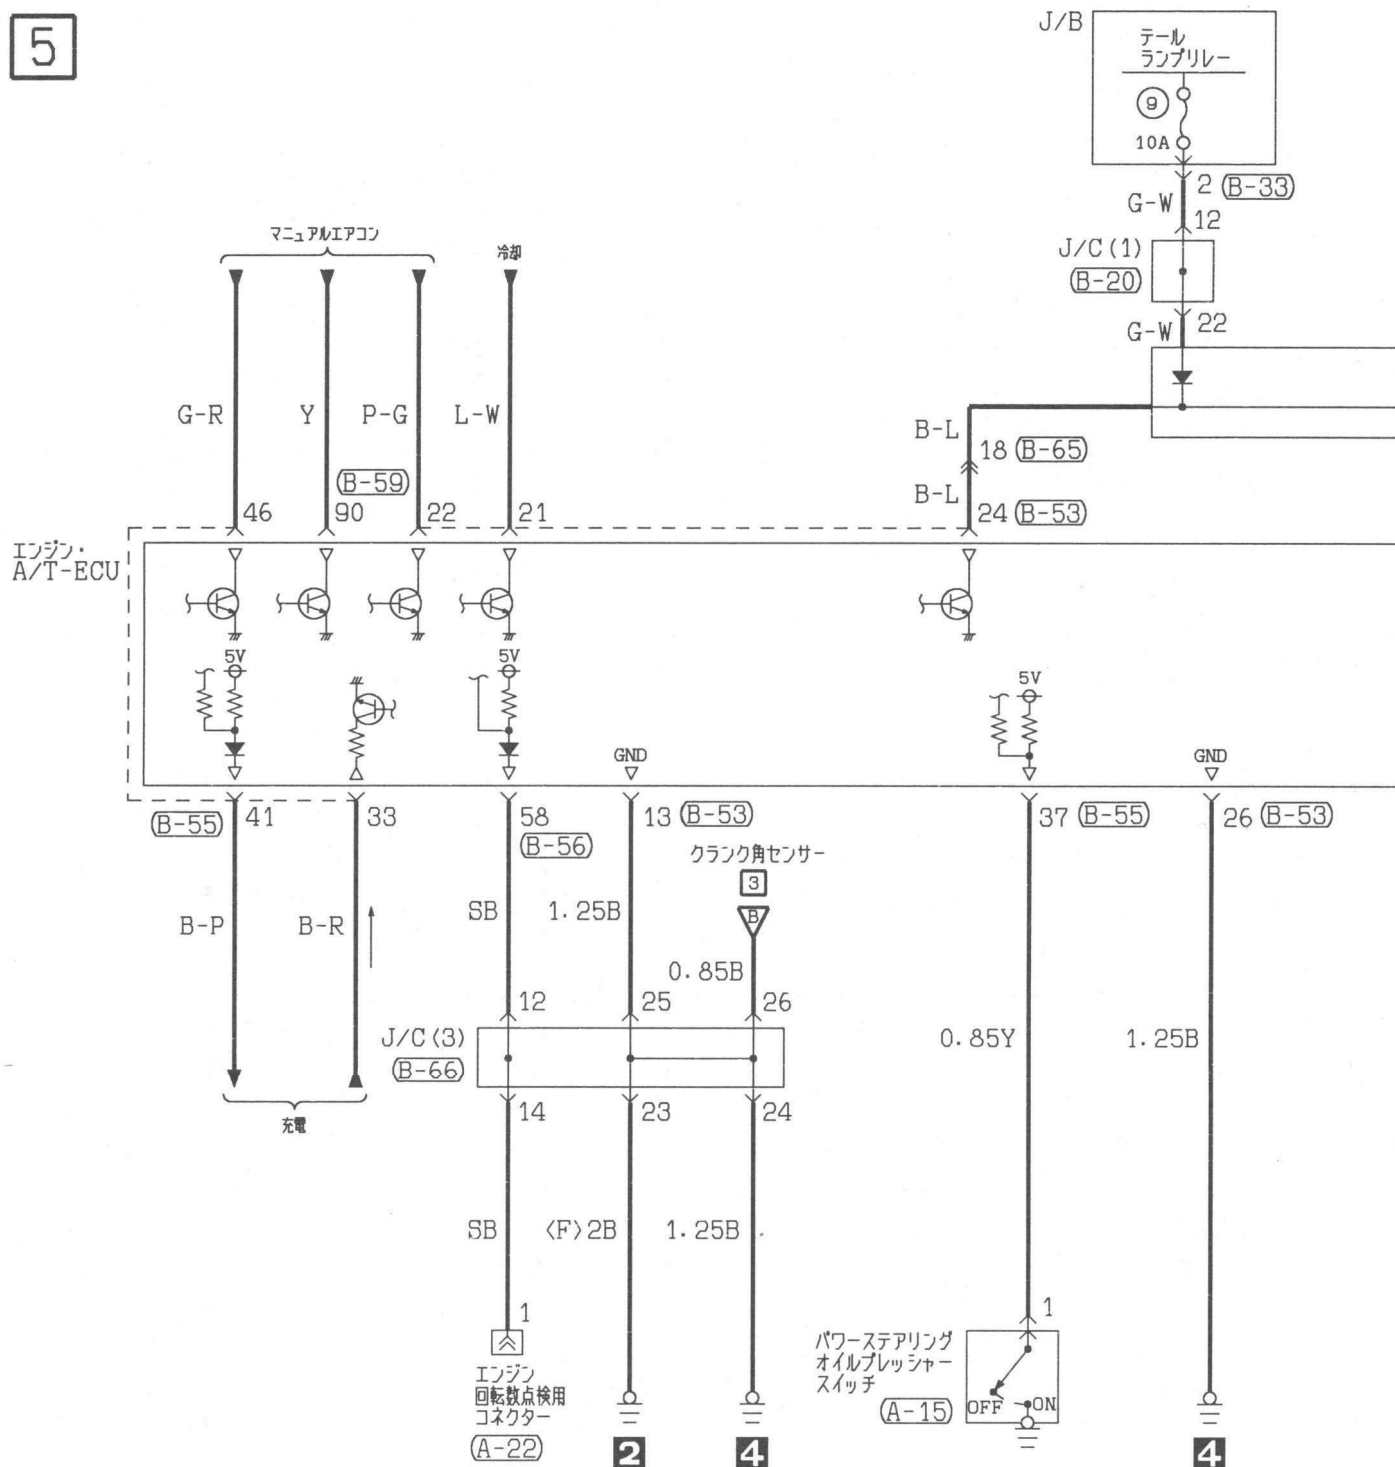 5
J/B
テール
ランプリレー
9
10A
2 (B-33)
G-W
12
J/C(1)
(B-20)
22
G-W
マニュアルエアコン
冷却
G-R
Y
P-G
L-W
B-L
18 (B-65)
(B-59)
B-L
46
90
22
21
24 (B-53)
エンジン・
A/T-ECU
5V
5V
5V
GND
GND
(B-55) 41
33
58
(B-56)
13 (B-53)
37 (B-55)
26 (B-53)
クランク角センサー
3
B
B-P
B-R
SB
1.25B
0.85B
12
25
26
J/C(3)
(B-66)
0.85Y
1.25B
14
23
24
充電
SB
〈F〉2B
1.25B
1
エンジン
回転数点検用
コネクター
(A-22)
2
4
1
パワーステアリング
オイルプレッシャー
スイッチ
(A-15)
OFF
ON
4